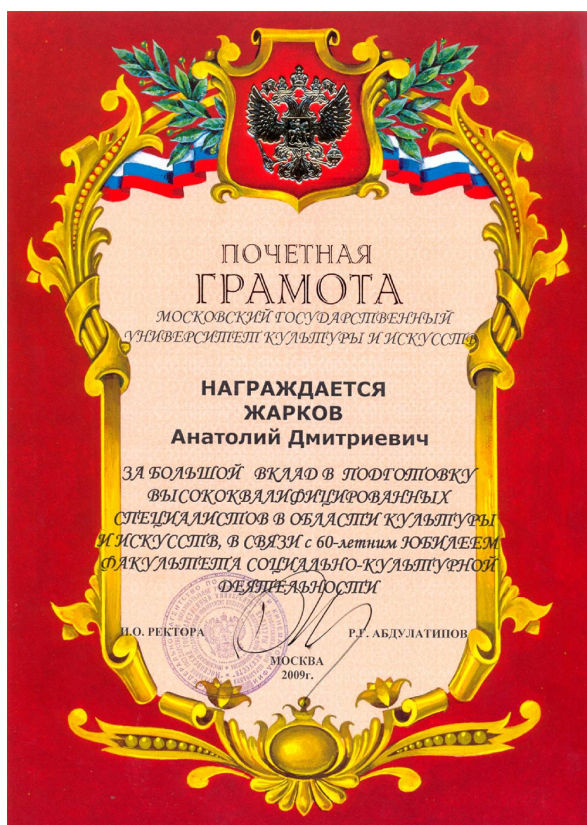 ПОЧЕТНАЯ
ГРАМОТА
МОСКОВСКИЙ ГОСУДАРСТВЕННЫЙ
УНИВЕРСИТЕТ КУЛЬТУРЫ И ИСКУССТВ
НАГРАЖДАЕТСЯ
ЖАРКОВ
Анатолий Дмитриевич
ЗА БОЛЬШОЙ ВКЛАД В ПОДГОТОВКУ
ВЫСОКОКВАЛИФИЦИРОВАННЫХ
СПЕЦИАЛИСТОВ В ОБЛАСТИ КУЛЬТУРЫ
И ИСКУССТВ, В СВЯЗИ с 60-летним ЮБИЛЕЕМ
ФАКУЛЬТЕТА СОЦИАЛЬНО-КУЛЬТУРНОЙ
ДЕЯТЕЛЬНОСТИ
И.О. РЕКТОРА Р.Г. АБДУЛАТИПОВ
МОСКВА
2009г.